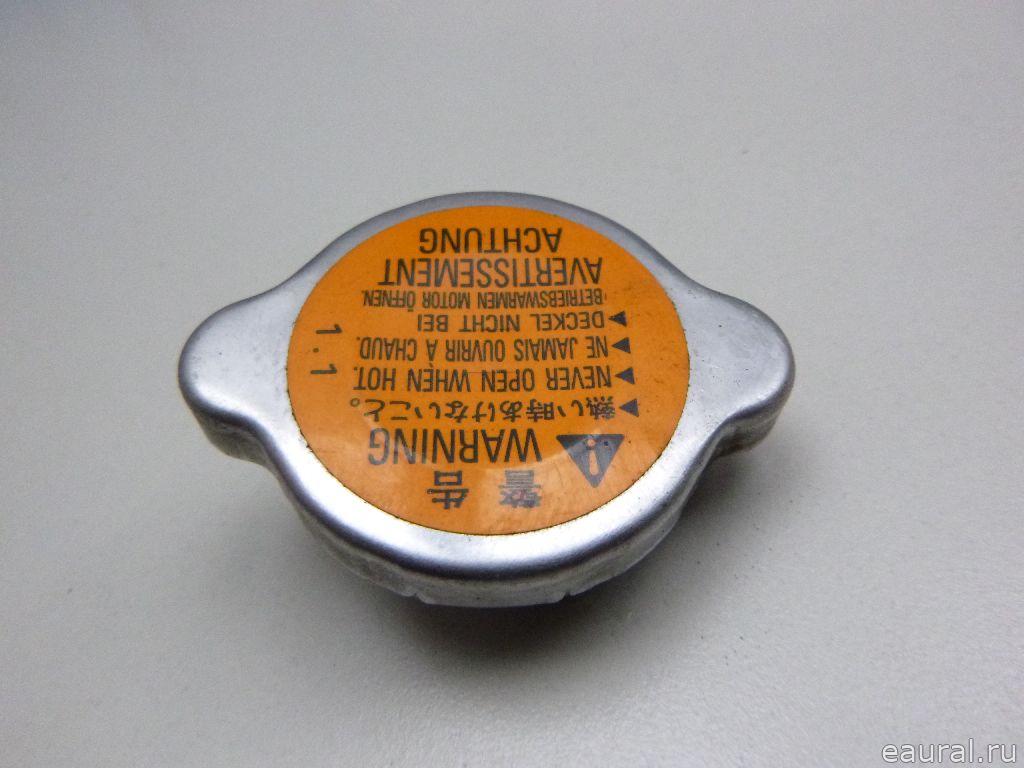 警告
WARNING
▶熱い時あけないこと。
▶NEVER OPEN WHEN HOT.
▶NE JAMAIS OUVRIR À CHAUD.
▶DECKEL NICHT BEI
BETRIEBSWARMEN MOTOR ÖFFNEN.
AVERTISSEMENT
ACHTUNG
1.1
eaural.ru